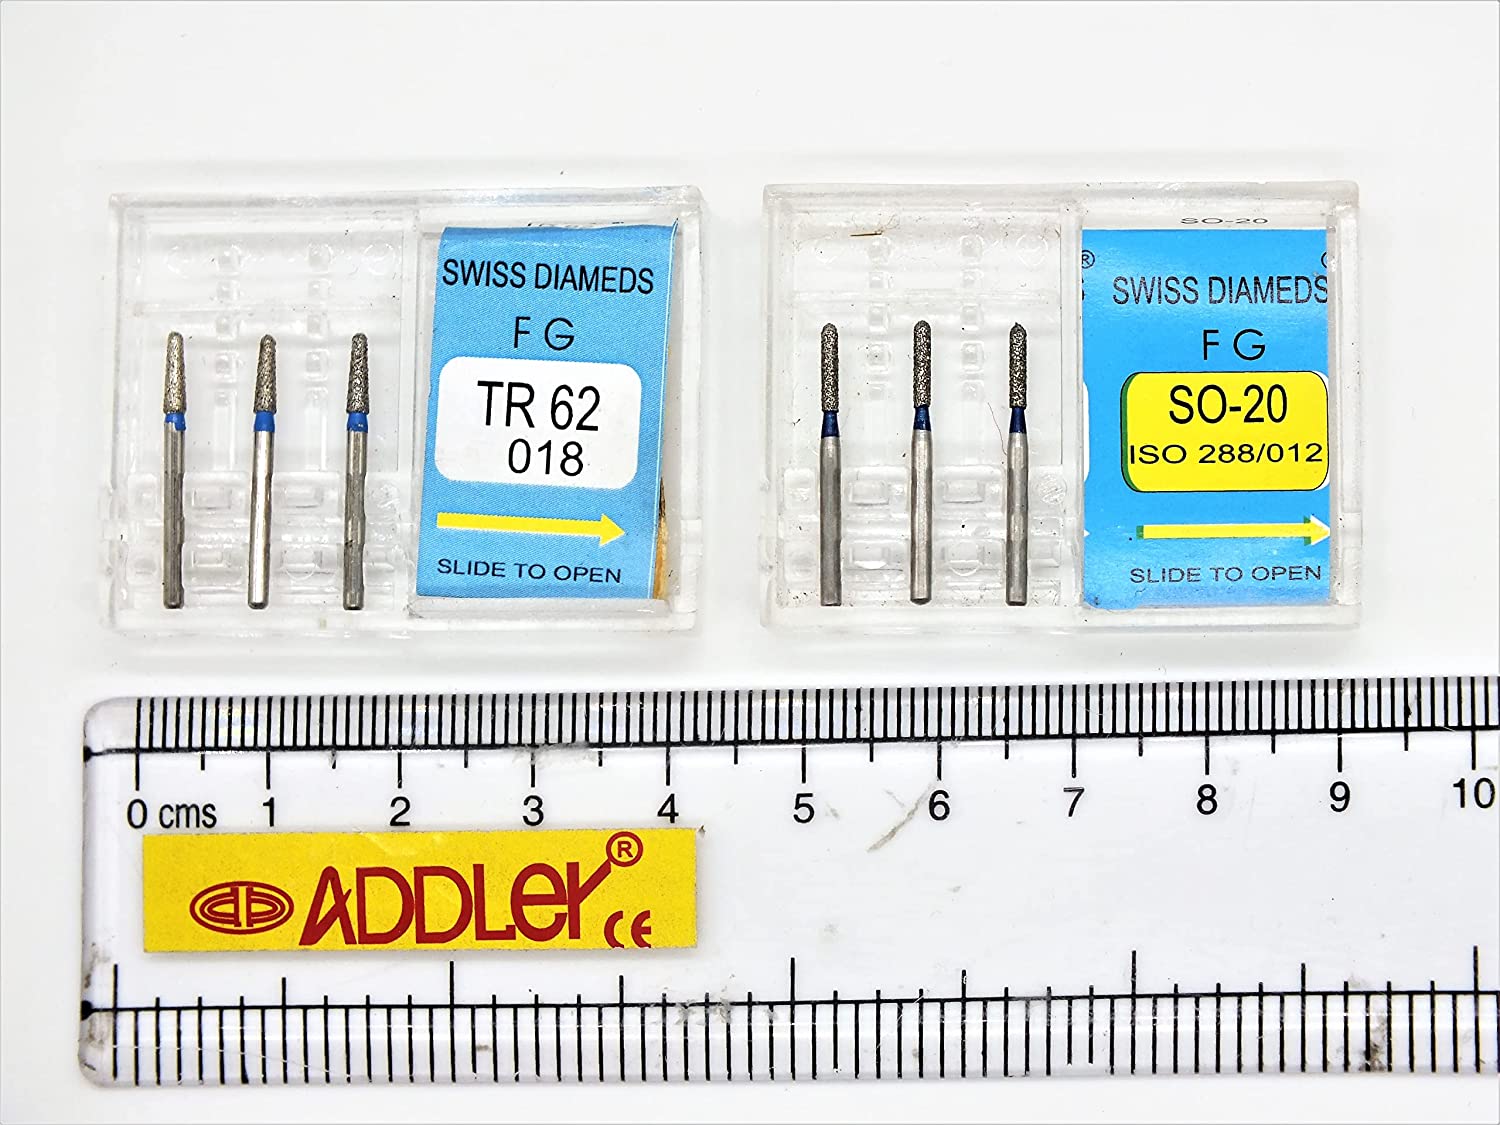 SWISS DIAMEDS
F G
TR 62
018
SLIDE TO OPEN
SO-20
®
SWISS DIAMEDS
F G
SO-20
ISO 288/012
SLIDE TO OPEN
0 cms 1 2 3 4 5 6 7 8 9 10
ADDLER®
CE